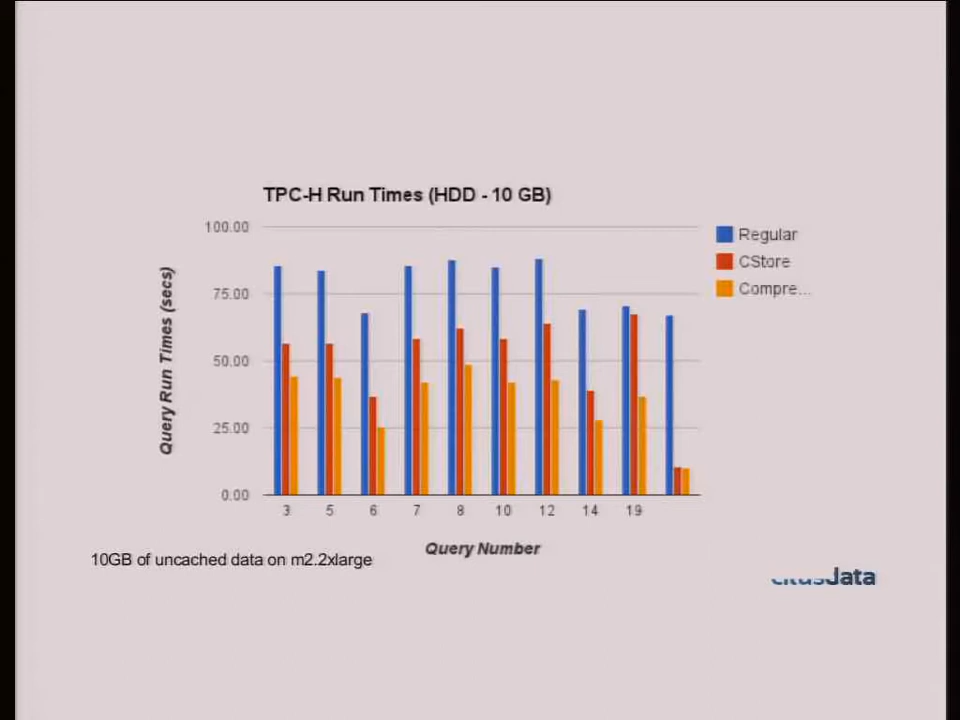 TPC-H Run Times (HDD - 10 GB)
100.00
75.00
50.00
25.00
0.00
Query Run Times (secs)
Regular
CStore
Compre...
3 5 6 7 8 10 12 14 19
Query Number
10GB of uncached data on m2.2xlarge
citusdata